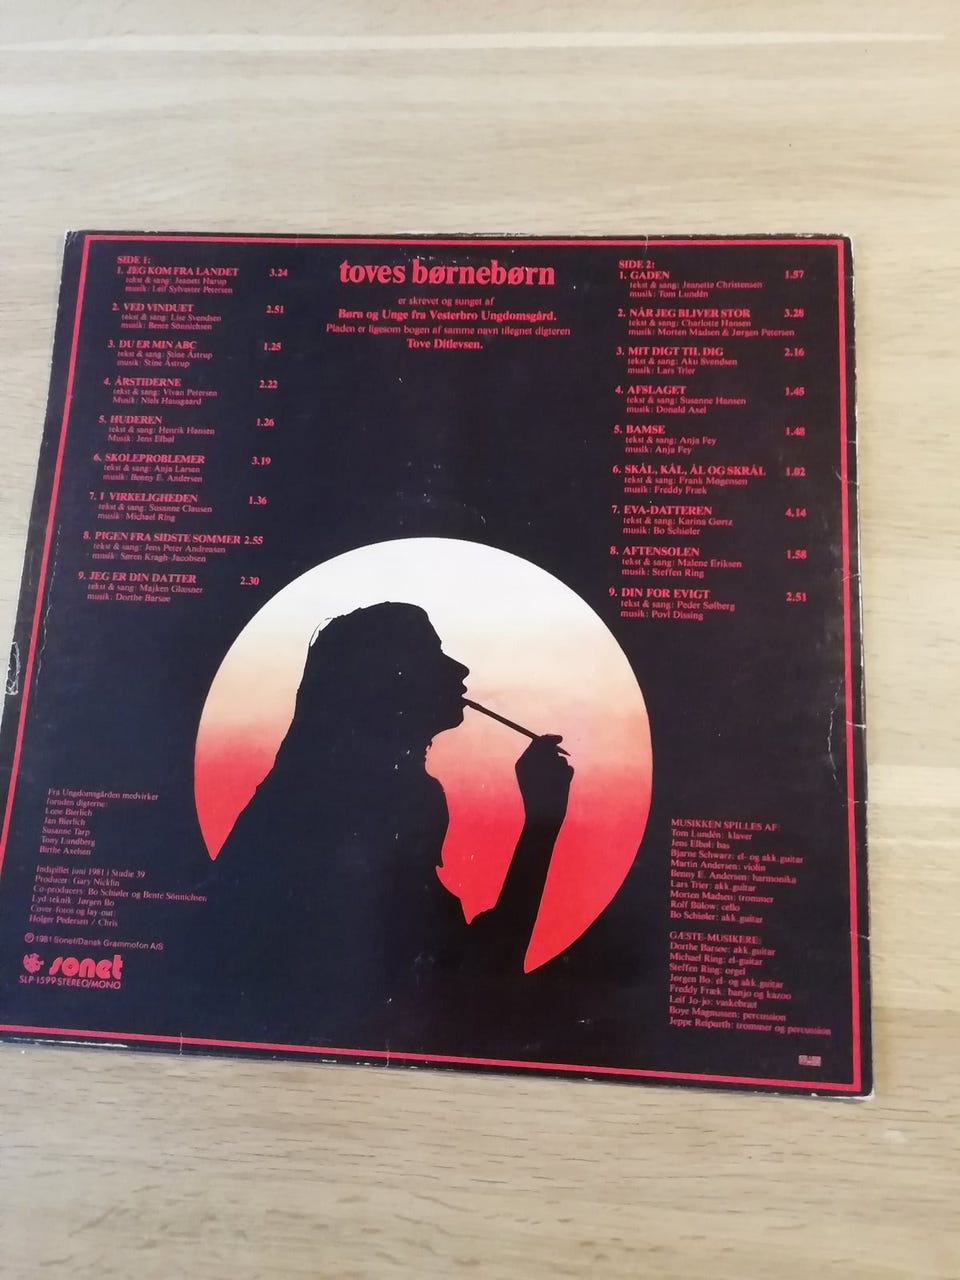 SIDE 1:
1. JEG KOM FRA LANDET 3.24
tekst & sang: Jeanett Harup
musik: Leif Sylvester Petersen
2. VED VINDUET 2.51
tekst & sang: Lise Svendsen
musik: Bente Sönnichsen
3. DU ER MIN ABC 1.25
tekst & sang: Stine Åstrup
musik: Stine Åstrup
4. ÅRSTIDERNE 2.22
tekst & sang: Vivan Petersen
Musik: Niels Hausgaard
5. HUDEREN 1.26
tekst & sang: Henrik Hansen
Musik: Jens Elbøl
6. SKOLEPROBLEMER 3.19
tekst & sang: Anja Larsen
musik: Benny E. Andersen
7. I VIRKELIGHEDEN 1.36
tekst & sang: Susanne Clausen
musik: Michael Ring
8. PIGEN FRA SIDSTE SOMMER 2.55
tekst & sang: Jens Peter Andreasen
musik: Søren Kragh-Jacobsen
9. JEG ER DIN DATTER 2.30
tekst & sang: Majken Glæsner
musik: Dorthe Barsøe
toves børnebørn
er skrevet og sunget af
Børn og Unge fra Vesterbro Ungdomsgård.
Pladen er ligesom bogen af samme navn tilegnet digteren
Tove Ditlevsen.
SIDE 2:
1. GADEN 1.57
tekst & sang: Jeanette Christensen
musik: Tom Lundén
2. NÅR JEG BLIVER STOR 3.28
tekst & sang: Charlotte Hansen
musik: Morten Madsen & Jørgen Petersen
3. MIT DIGT TIL DIG 2.16
tekst & sang: Aku Svendsen
musik: Lars Trier
4. AFSLAGET 1.45
tekst & sang: Susanne Hansen
musik: Donald Axel
5. BAMSE 1.48
tekst & sang: Anja Fey
musik: Anja Fey
6. SKÅL, KÅL, ÅL OG SKRÅL 1.02
tekst & sang: Frank Mogensen
musik: Freddy Fræk
7. EVA-DATTEREN 4.14
tekst & sang: Karina Gørtz
musik: Bo Schiøler
8. AFTENSOLEN 1.58
tekst & sang: Malene Eriksen
musik: Steffen Ring
9. DIN FOR EVIGT 2.51
tekst & sang: Peder Sølberg
musik: Povl Dissing
Fra Ungdomsgården medvirker
foruden digterne:
Lone Bierlich
Jan Bierlich
Susanne Tarp
Tony Lundberg
Birthe Axelsen
Indspillet juni 1981 i Studie 39
Producer: Gary Nicklin
Co-producers: Bo Schiøler og Bente Sönnichsen
Lyd-teknik: Jørgen Bo
Cover-fotos og lay-out:
Holger Pedersen / Chris
Ⓟ 1981 Sonet/Dansk Grammofon A/S
sonet
SLP-1599 STEREO/MONO
MUSIKKEN SPILLES AF:
Tom Lundén: klaver
Jens Elbøl: bas
Bjarne Schwarz: el- og akk.guitar
Martin Andersen: violin
Benny E. Andersen: harmonika
Lars Trier: akk.guitar
Morten Madsen: trommer
Rolf Bülow: cello
Bo Schiøler: akk.guitar
GÆSTE-MUSIKERE:
Dorthe Barsøe: akk.guitar
Michael Ring: el-guitar
Steffen Ring: orgel
Jørgen Bo: el- og akk.guitar
Freddy Fræk: banjo og kazoo
Leif Jo-jo: vaskebræt
Boye Magnussen: percussion
Jeppe Reipurth: trommer og percussion